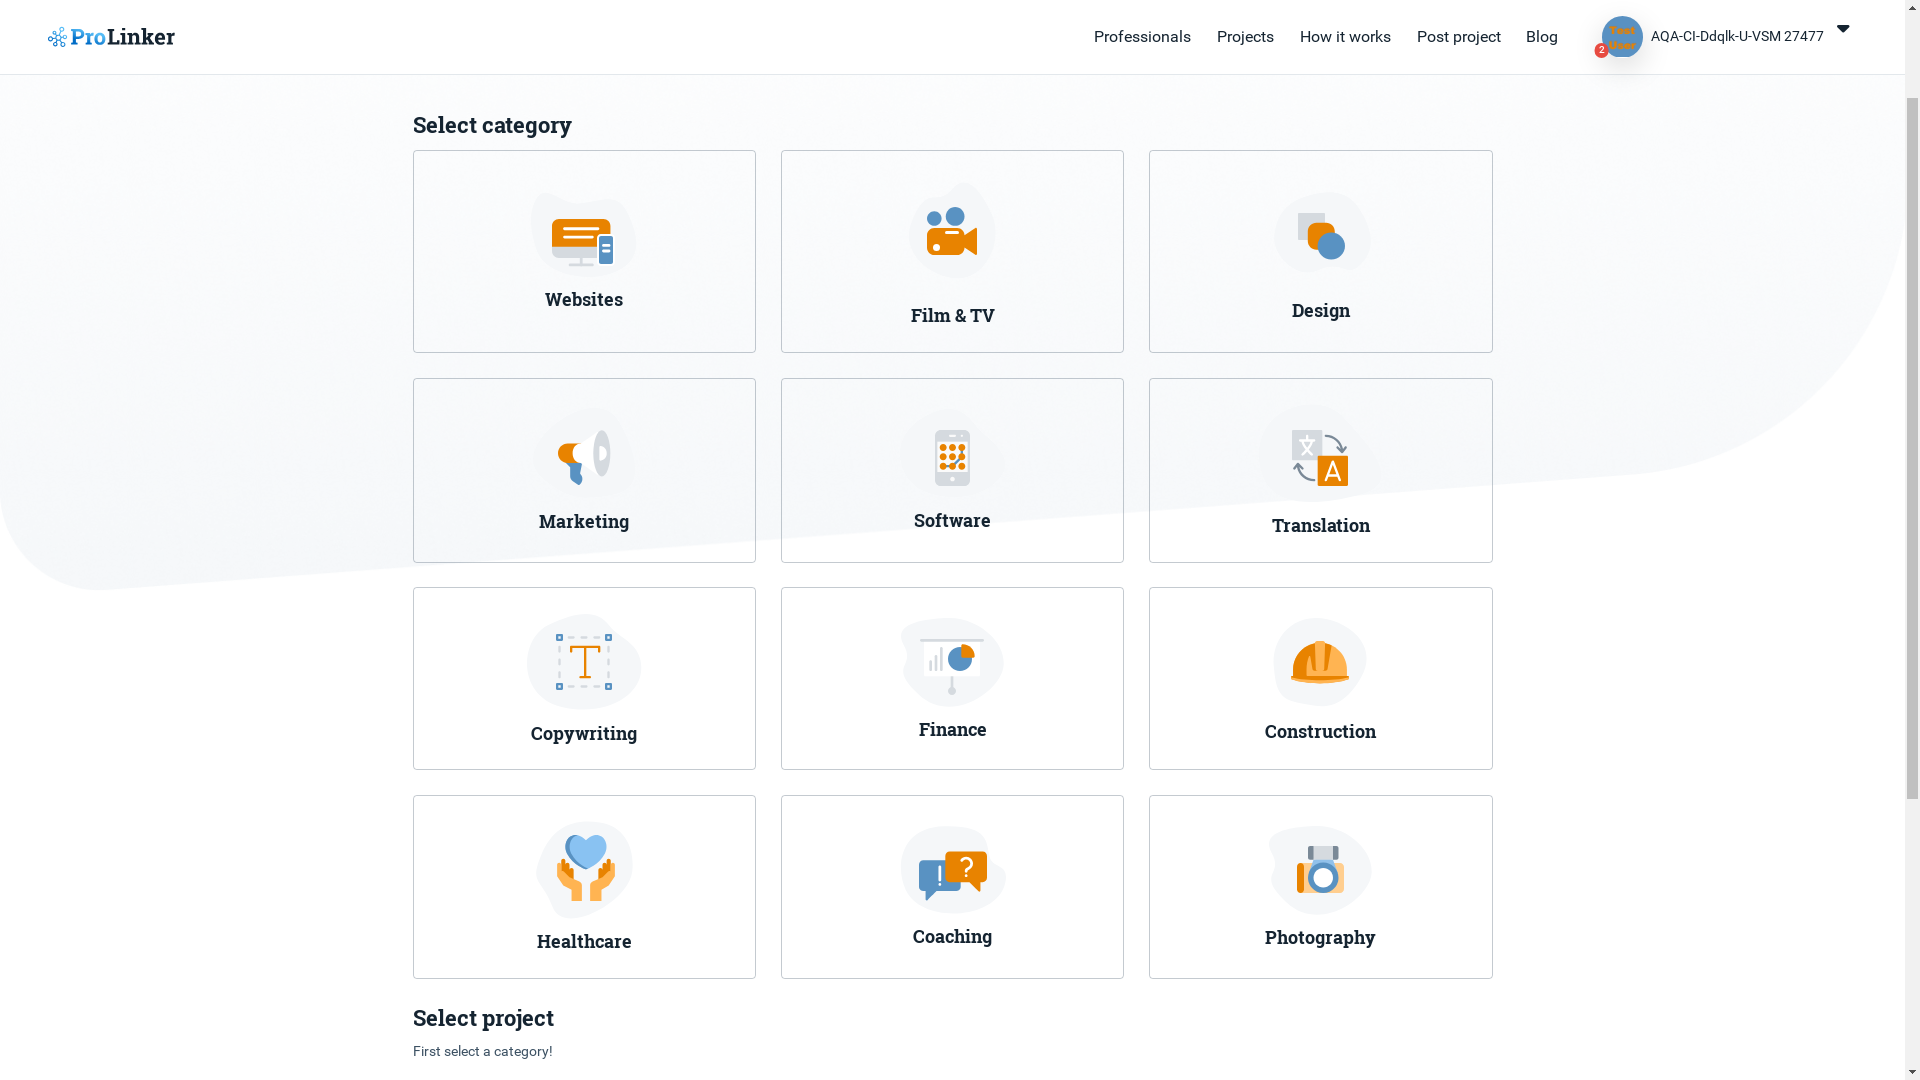 ProLinker
Professionals Projects How it works Post project Blog
Test
User
2
AQA-CI-Ddqlk-U-VSM 27477
Select category
Websites
Film & TV
Design
Marketing
Software
Translation
Copywriting
Finance
Construction
Healthcare
Coaching
Photography
Select project
First select a category!